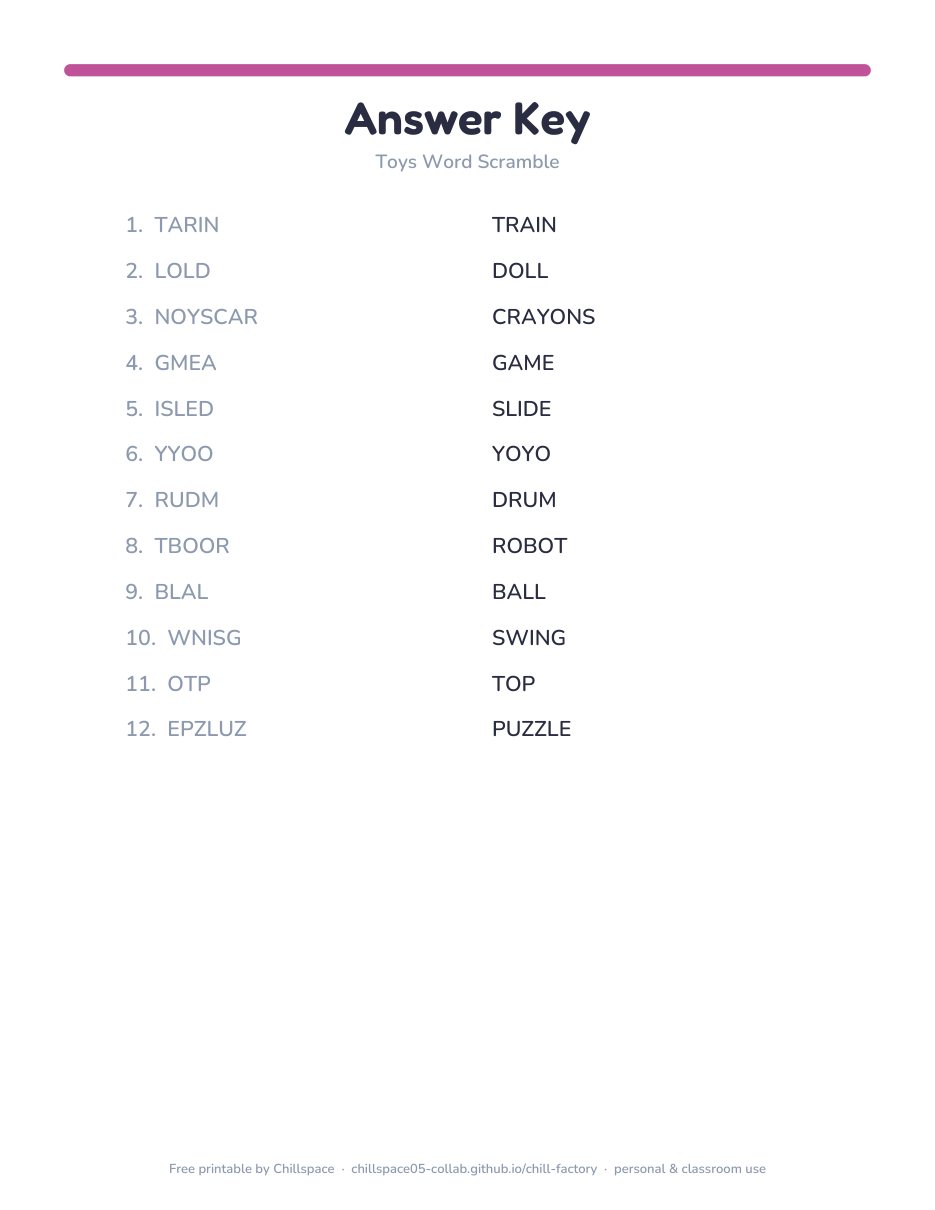 Answer Key
Toys Word Scramble
1. TARIN TRAIN
2. LOLD DOLL
3. NOYSCAR CRAYONS
4. GMEA GAME
5. ISLED SLIDE
6. YYOO YOYO
7. RUDM DRUM
8. TBOOR ROBOT
9. BLAL BALL
10. WNISG SWING
11. OTP TOP
12. EPZLUZ PUZZLE
Free printable by Chillspace · chillspace05-collab.github.io/chill-factory · personal & classroom use